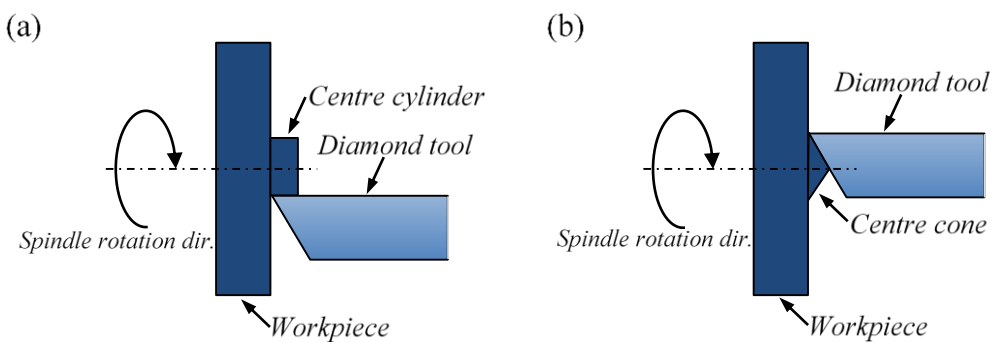 (a)
Centre cylinder
Diamond tool
Spindle rotation dir.
Workpiece
(b)
Diamond tool
Centre cone
Spindle rotation dir.
Workpiece